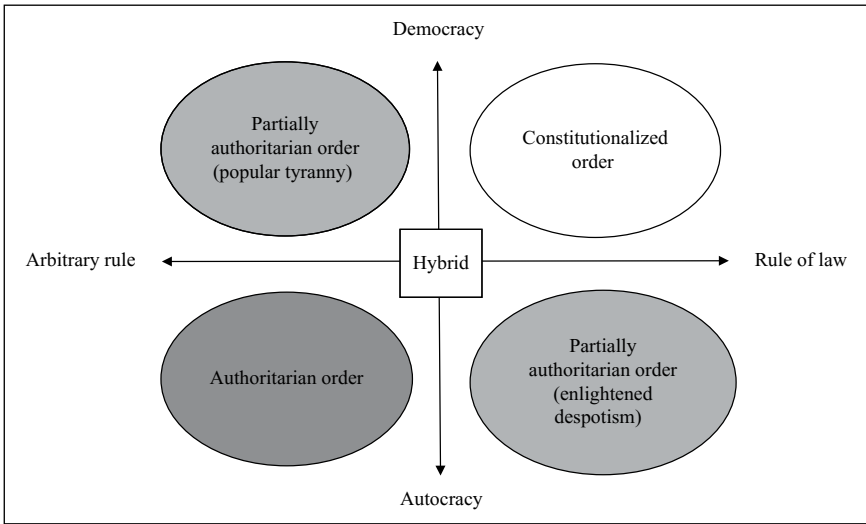 Democracy
Partially
authoritarian order
(popular tyranny)
Constitutionalized
order
Arbitrary rule
Hybrid
Rule of law
Authoritarian order
Partially
authoritarian order
(enlightened
despotism)
Autocracy